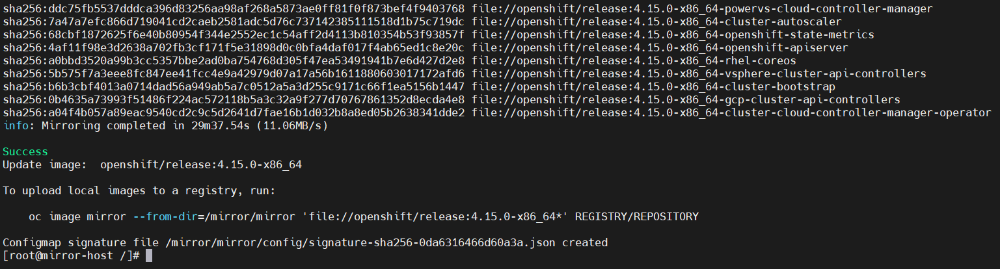 sha256:ddc75fb5537dddca396d83256aa98af268a5873ae0ff81f0f873bef4f9403768 file://openshift/release:4.15.0-x86_64-powervs-cloud-controller-manager
sha256:7a47a7efc866d719041cd2caeb2581adc5d76c737142385111518d1b75c719dc file://openshift/release:4.15.0-x86_64-cluster-autoscaler
sha256:68cbf1872625f6e40b80954f344e2552ec1c54aff2d4113b810354b53f93857f file://openshift/release:4.15.0-x86_64-openshift-state-metrics
sha256:4af11f98e3d2638a702fb3cf171f5e31898d0c0bfa4daf017f4ab65ed1c8e20c file://openshift/release:4.15.0-x86_64-openshift-apiserver
sha256:a0bbd3520a99b3cc5357bbe2ad0ba754768d305f47ea53491941b7e6d427d2e8 file://openshift/release:4.15.0-x86_64-rhel-coreos
sha256:5b575f7a3eee8fc847ee41fcc4e9a42979d07a17a56b1611880603017172afd6 file://openshift/release:4.15.0-x86_64-vsphere-cluster-api-controllers
sha256:b6b3cbf4013a0714dad56a949ab5a7c0512a5a3d255c9171c66f1ea5156b1447 file://openshift/release:4.15.0-x86_64-cluster-bootstrap
sha256:0b4635a73993f51486f224ac572118b5a3c32a9f277d70767861352d8ecda4e8 file://openshift/release:4.15.0-x86_64-gcp-cluster-api-controllers
sha256:a04f4b057a89eac9540cd2c9c5d2641d7fae16b1d032b8a8ed05b2638341dde2 file://openshift/release:4.15.0-x86_64-cluster-cloud-controller-manager-operator
info: Mirroring completed in 29m37.54s (11.06MB/s)
Success
Update image:  openshift/release:4.15.0-x86_64
To upload local images to a registry, run:
    oc image mirror --from-dir=/mirror/mirror 'file://openshift/release:4.15.0-x86_64*' REGISTRY/REPOSITORY
Configmap signature file /mirror/mirror/config/signature-sha256-0da6316466d60a3a.json created
[root@mirror-host /]#